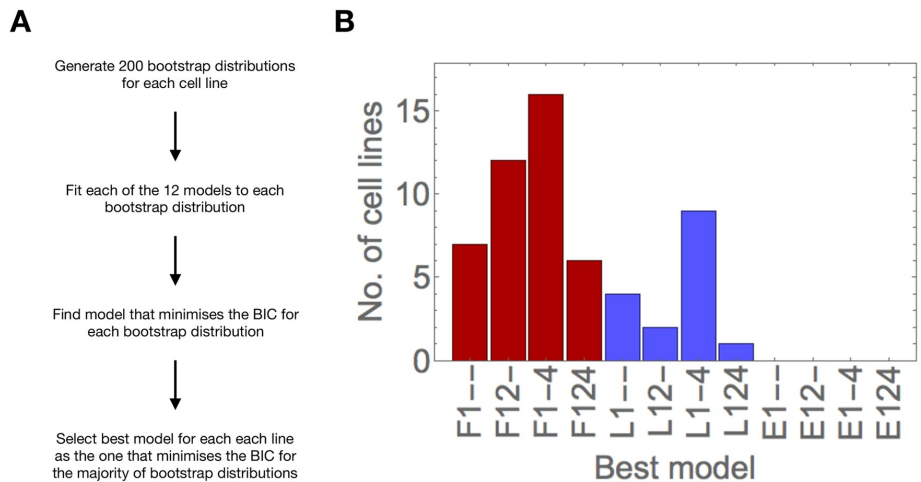 A
Generate 200 bootstrap distributions
for each cell line
Fit each of the 12 models to each
bootstrap distribution
Find model that minimises the BIC for
each bootstrap distribution
Select best model for each each line
as the one that minimises the BIC for
the majority of bootstrap distributions
B
No. of cell lines
15
10
5
0
F1--
F12-
F1-4
F124
L1--
L12-
L1-4
L124
E1--
E12-
E1-4
E124
Best model